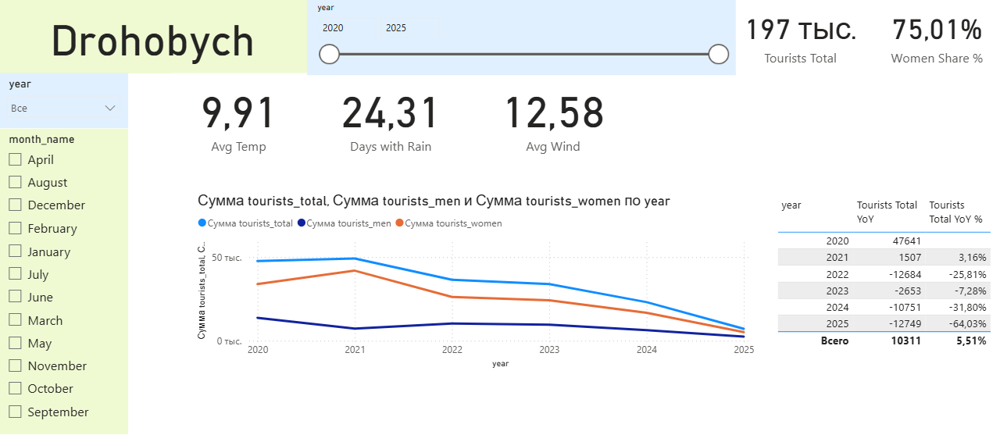 Drohobych
year
2020 2025
197 тыс.
Tourists Total
75,01%
Women Share %
year
Все
month_name
April
August
December
February
January
July
June
March
May
November
October
September
9,91
Avg Temp
24,31
Days with Rain
12,58
Avg Wind
Сумма tourists_total, Сумма tourists_men и Сумма tourists_women по year
Сумма tourists_total Сумма tourists_men Сумма tourists_women
Сумма tourists_total, С...
50 тыс.
0 тыс.
2020 2021 2022 2023 2024 2025
year
year Tourists Total YoY Tourists Total YoY %
2020 47641
2021 1507 3,16%
2022 -12684 -25,81%
2023 -2653 -7,28%
2024 -10751 -31,80%
2025 -12749 -64,03%
Всего 10311 5,51%